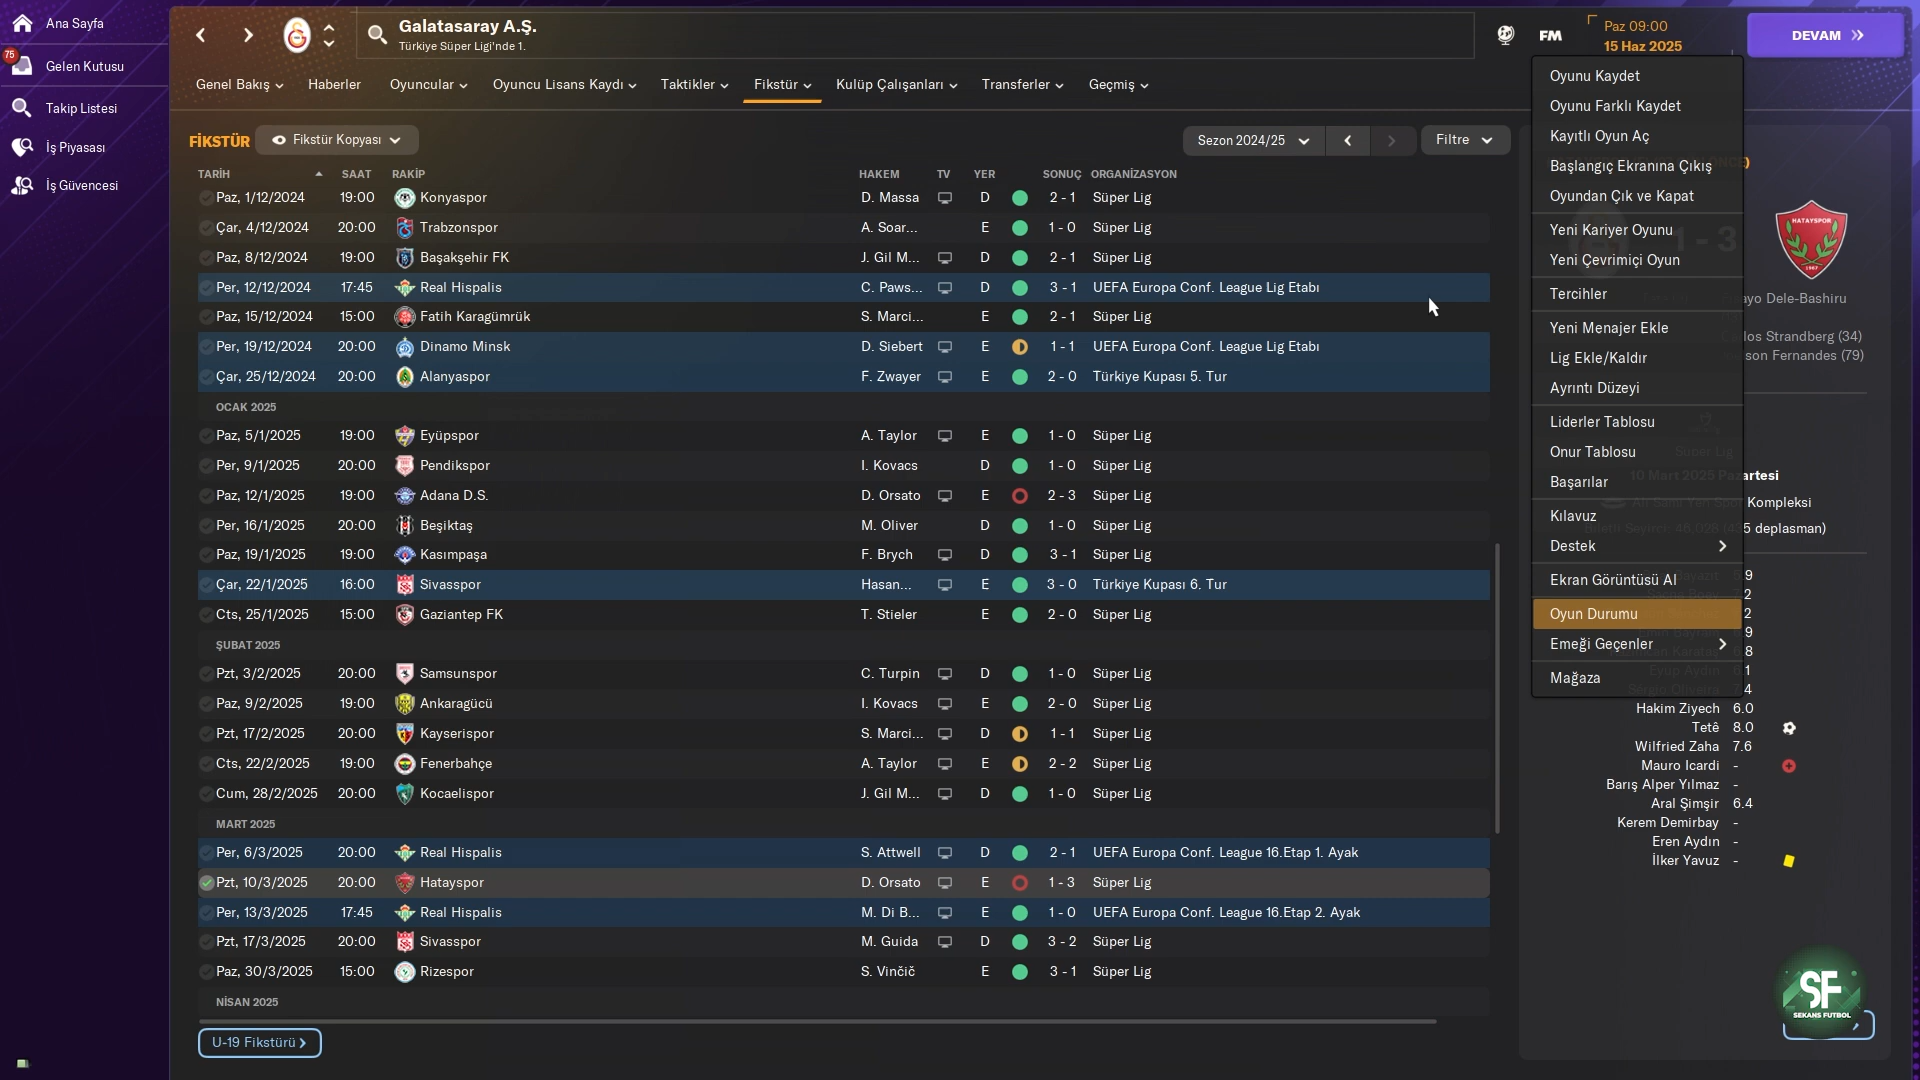 Ana Sayfa
75
Gelen Kutusu
Takip Listesi
İş Piyasası
İş Güvencesi
Galatasaray A.Ş.
Türkiye Süper Ligi'nde 1.
FM
Paz 09:00
15 Haz 2025
DEVAM
Genel Bakış Haberler Oyuncular Oyuncu Lisans Kaydı Taktikler Fikstür Kulüp Çalışanları Transferler Geçmiş
FİKSTÜR Fikstür Kopyası Sezon 2024/25 Filtre
TARİH SAAT RAKİP HAKEM TV YER SONUÇ ORGANİZASYON
Paz, 1/12/2024 19:00 Konyaspor D. Massa D 2 - 1 Süper Lig
Çar, 4/12/2024 20:00 Trabzonspor A. Soar... E 1 - 0 Süper Lig
Paz, 8/12/2024 19:00 Başakşehir FK J. Gil M... D 2 - 1 Süper Lig
Per, 12/12/2024 17:45 Real Hispalis C. Paws... D 3 - 1 UEFA Europa Conf. League Lig Etabı
Paz, 15/12/2024 15:00 Fatih Karagümrük S. Marci... E 2 - 1 Süper Lig
Per, 19/12/2024 20:00 Dinamo Minsk D. Siebert E 1 - 1 UEFA Europa Conf. League Lig Etabı
Çar, 25/12/2024 20:00 Alanyaspor F. Zwayer E 2 - 0 Türkiye Kupası 5. Tur
OCAK 2025
Paz, 5/1/2025 19:00 Eyüpspor A. Taylor E 1 - 0 Süper Lig
Per, 9/1/2025 20:00 Pendikspor I. Kovacs D 1 - 0 Süper Lig
Paz, 12/1/2025 19:00 Adana D.S. D. Orsato E 2 - 3 Süper Lig
Per, 16/1/2025 20:00 Beşiktaş M. Oliver D 1 - 0 Süper Lig
Paz, 19/1/2025 19:00 Kasımpaşa F. Brych D 3 - 1 Süper Lig
Çar, 22/1/2025 16:00 Sivasspor Hasan... E 3 - 0 Türkiye Kupası 6. Tur
Cts, 25/1/2025 15:00 Gaziantep FK T. Stieler E 2 - 0 Süper Lig
ŞUBAT 2025
Pzt, 3/2/2025 20:00 Samsunspor C. Turpin D 1 - 0 Süper Lig
Paz, 9/2/2025 19:00 Ankaragücü I. Kovacs E 2 - 0 Süper Lig
Pzt, 17/2/2025 20:00 Kayserispor S. Marci... D 1 - 1 Süper Lig
Cts, 22/2/2025 19:00 Fenerbahçe A. Taylor E 2 - 2 Süper Lig
Cum, 28/2/2025 20:00 Kocaelispor J. Gil M... D 1 - 0 Süper Lig
MART 2025
Per, 6/3/2025 20:00 Real Hispalis S. Attwell D 2 - 1 UEFA Europa Conf. League 16.Etap 1. Ayak
Pzt, 10/3/2025 20:00 Hatayspor D. Orsato E 1 - 3 Süper Lig
Per, 13/3/2025 17:45 Real Hispalis M. Di B... E 1 - 0 UEFA Europa Conf. League 16.Etap 2. Ayak
Pzt, 17/3/2025 20:00 Sivasspor M. Guida D 3 - 2 Süper Lig
Paz, 30/3/2025 15:00 Rizespor S. Vinčič E 3 - 1 Süper Lig
NİSAN 2025
U-19 Fikstürü
Oyunu Kaydet
Oyunu Farklı Kaydet
Kayıtlı Oyun Aç
Başlangıç Ekranına Çıkış
Oyundan Çık ve Kapat
Yeni Kariyer Oyunu
Yeni Çevrimiçi Oyun
Tercihler
Yeni Menajer Ekle
Lig Ekle/Kaldır
Ayrıntı Düzeyi
Liderler Tablosu
Onur Tablosu
Başarılar
Kılavuz
Destek
Ekran Görüntüsü Al
Oyun Durumu
Emeği Geçenler
Mağaza
HATAYSPOR
1967
1 - 3
Dele-Bashiru
Strandberg (34)
Fernandes (79)
Süper Lig
10 Mart 2025 Pazartesi
Kompleksi
deplasman)
Hakim Ziyech 6.0
Tetê 8.0
Wilfried Zaha 7.6
Mauro Icardi -
Barış Alper Yılmaz -
Aral Şimşir 6.4
Kerem Demirbay -
Eren Aydın -
İlker Yavuz -
SF
SEKANS FUTBOL